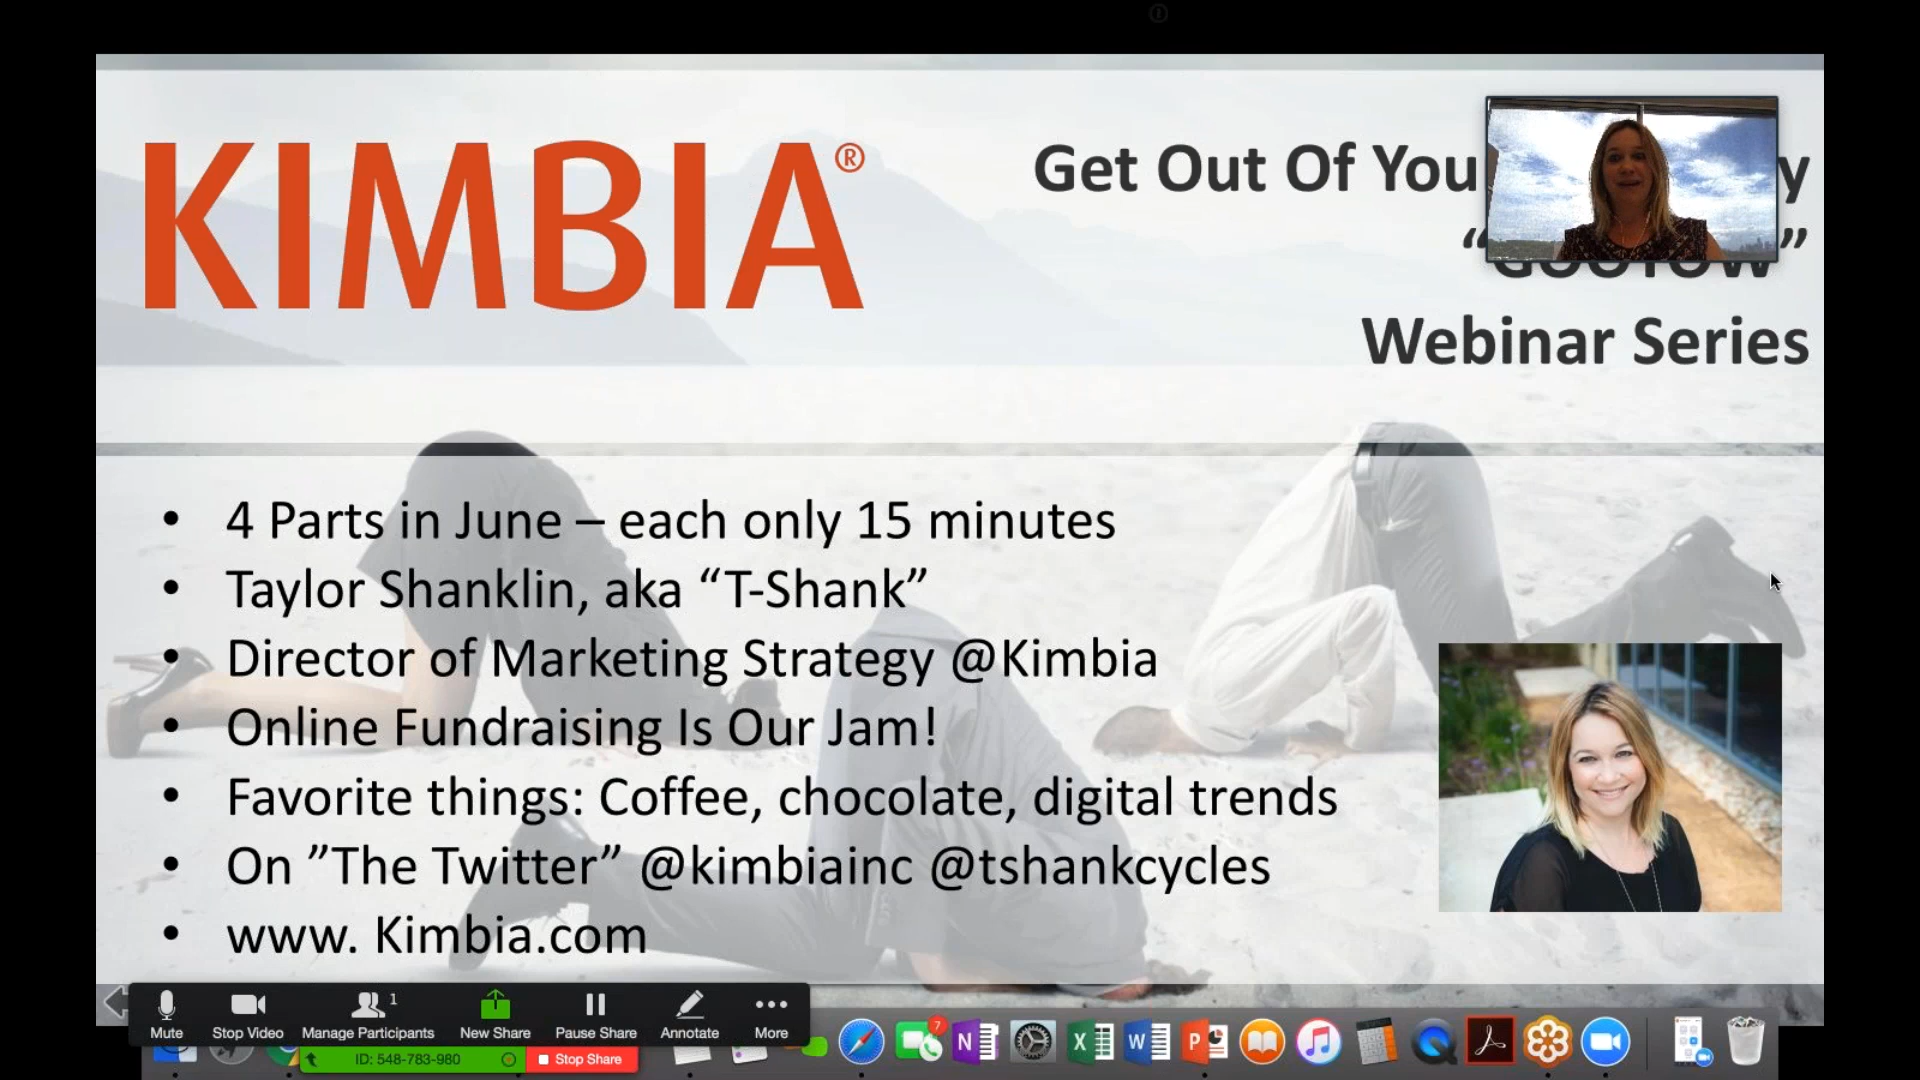 KIMBIA®
Get Out Of You y
“GOOYOW”
Webinar Series
• 4 Parts in June – each only 15 minutes
• Taylor Shanklin, aka “T-Shank”
• Director of Marketing Strategy @Kimbia
• Online Fundraising Is Our Jam!
• Favorite things: Coffee, chocolate, digital trends
• On ”The Twitter” @kimbiainc @tshankcycles
• www. Kimbia.com
1
Mute Stop Video Manage Participants New Share Pause Share Annotate More
ID: 548-783-980 Stop Share
7 N X W P